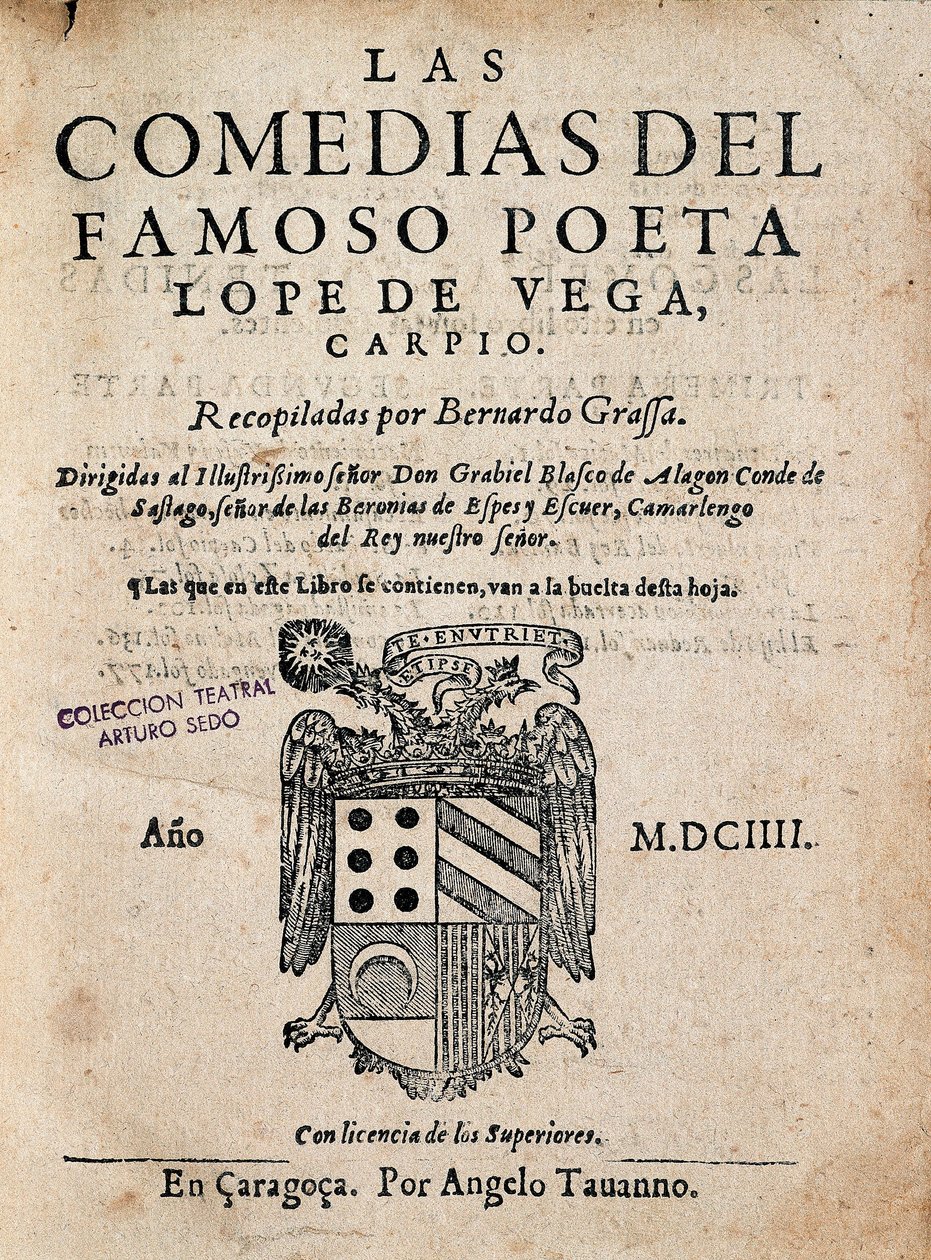 LAS
COMEDIAS DEL
FAMOSO POETA
LOPE DE VEGA,
CARPIO.
Recopiladas por Bernardo Graſſa.
Dirigidas al Illuſtriſsimo ſeñor Don Grabiel Blaſco de Alagon Conde de
Saſtago, ſeñor de las Baronias de Eſpes y Eſcuer, Camarlengo
del Rey nueſtro ſeñor.
¶Las que en eſte Libro ſe contienen, van a la buelta deſta hoja.
TE·ENVTRIET·
ETIPSE
COLECCION TEATRAL
ARTURO SEDÓ
Año
M.DCIIII.
Con licencia de los Superiores.
En Çaragoça. Por Angelo Tauanno.